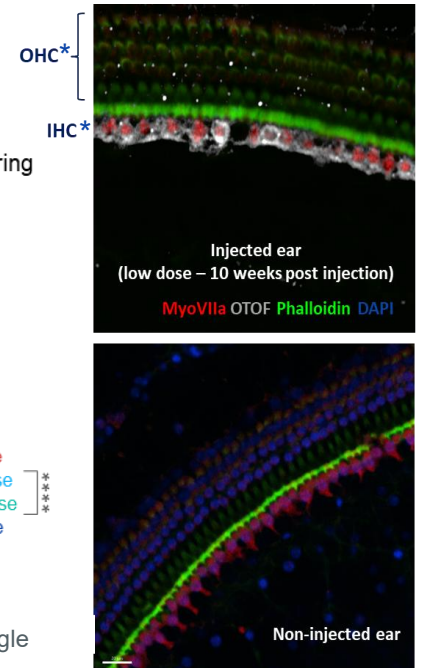 OHC*
IHC*
ring
Injected ear
(low dose – 10 weeks post injection)
MyoVIIa OTOF Phalloidin DAPI
e
se
se
e
****
gle
Non-injected ear